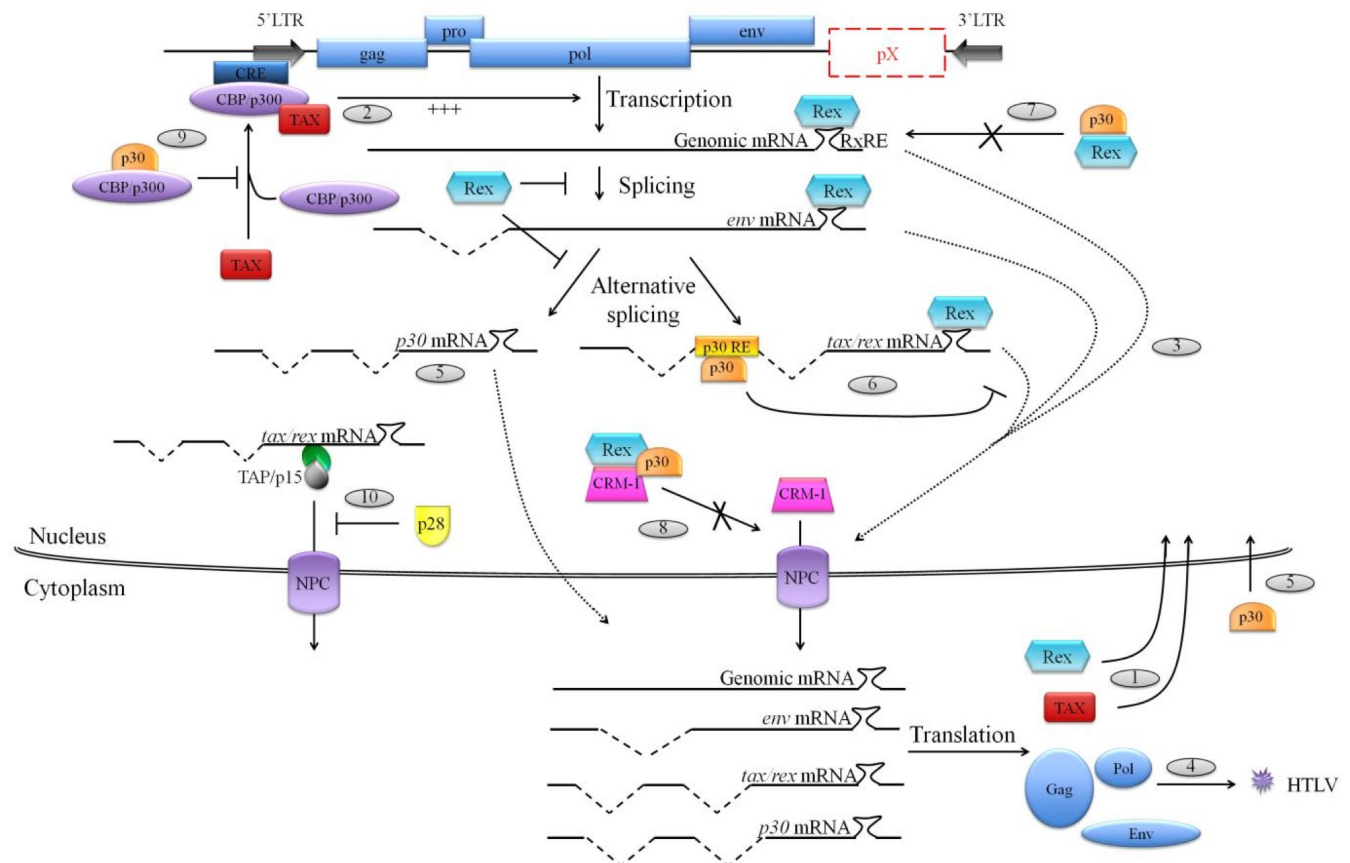 5'LTR
3'LTR
pro
env
gag
pol
pX
CRE
CBP/p300
TAX
2
+++
Transcription
Rex
7
p30
Rex
Genomic mRNA
RxRE
9
p30
CBP/p300
CBP/p300
Rex
Splicing
Rex
env mRNA
TAX
Alternative
splicing
Rex
p30 mRNA
p30 RE
tax/rex mRNA
3
5
p30
6
tax/rex mRNA
Rex
p30
TAP/p15
CRM-1
CRM-1
10
p28
8
Nucleus
NPC
NPC
Cytoplasm
5
p30
Rex
1
Genomic mRNA
TAX
env mRNA
Translation
Pol
4
tax/rex mRNA
Gag
HTLV
p30 mRNA
Env